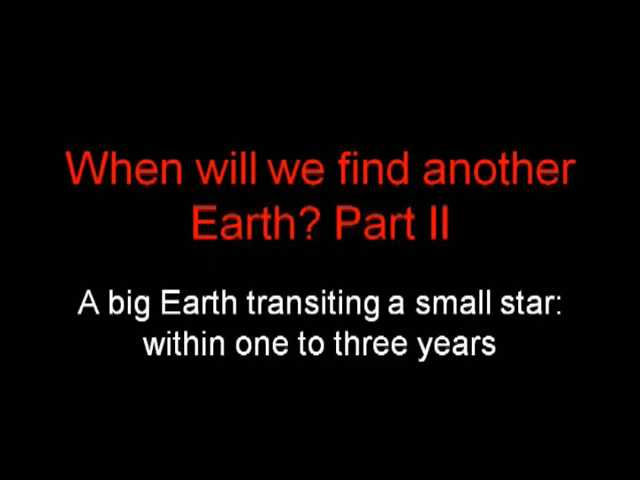 When will we find another
Earth? Part II
A big Earth transiting a small star:
within one to three years